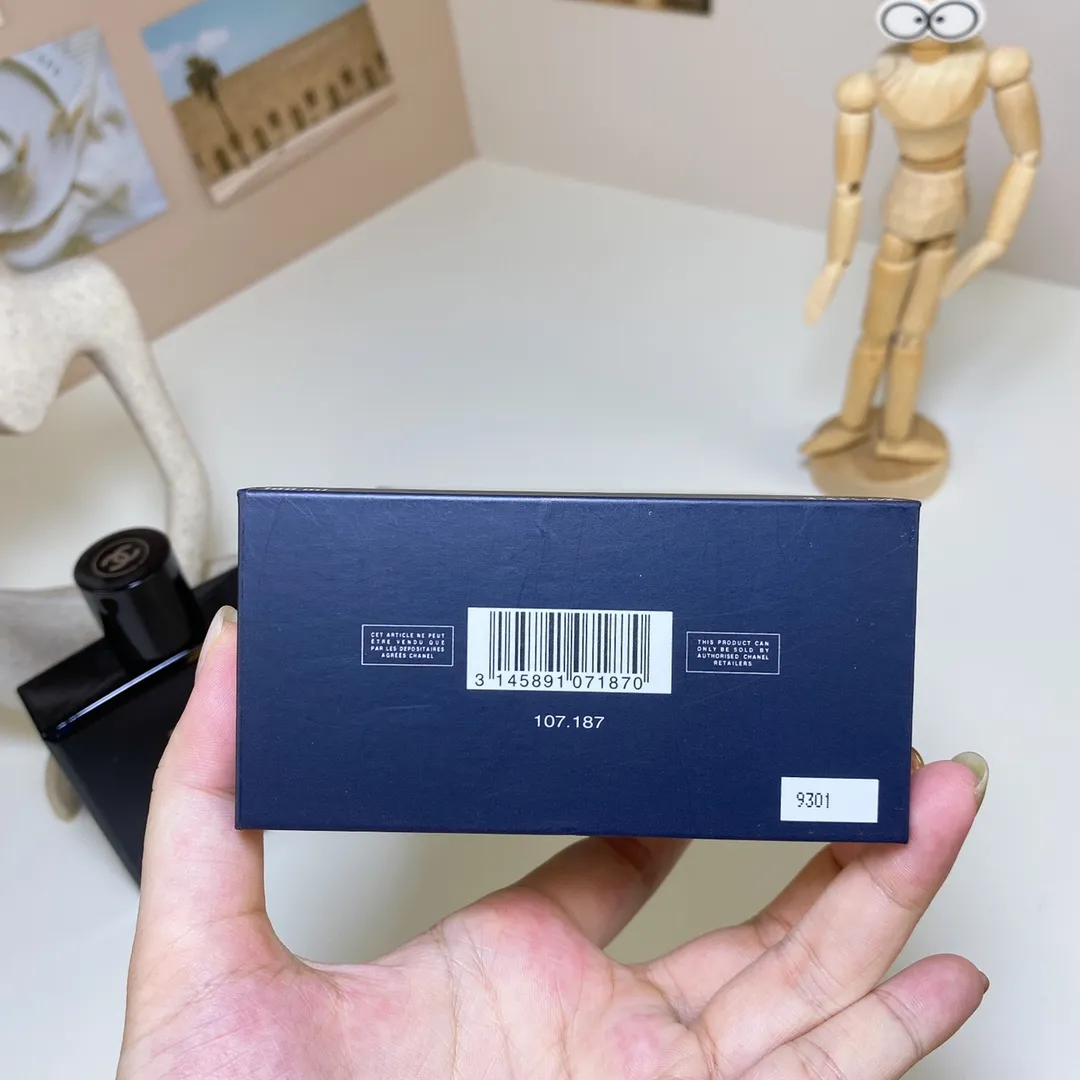 CET ARTICLE NE PEUT
ÊTRE VENDU QUE
PAR LES DEPOSITAIRES
AGRÉÉS CHANEL
3 145891 071870
THIS PRODUCT CAN
ONLY BE SOLD BY
AUTHORISED CHANEL
RETAILERS
107.187
9301